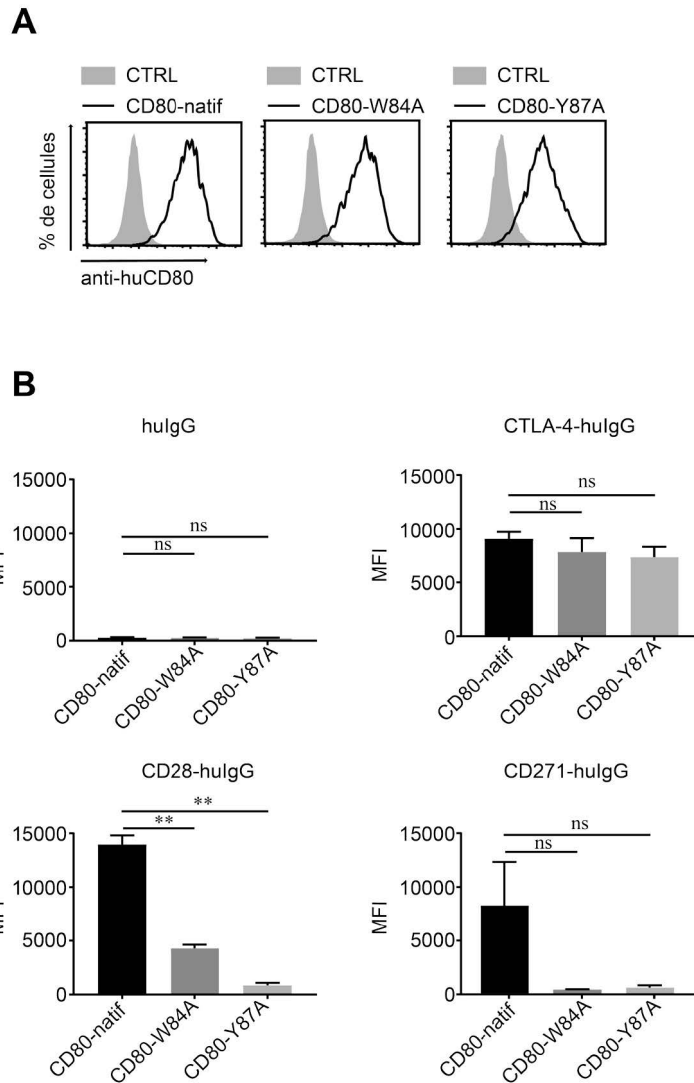 A
CTRL
CD80-natif
CTRL
CD80-W84A
CTRL
CD80-Y87A
% de cellules
anti-huCD80
B
huIgG
15000
10000
5000
0
MFI
ns
ns
CD80-natif
CD80-W84A
CD80-Y87A
CTLA-4-huIgG
15000
10000
5000
0
MFI
ns
ns
CD80-natif
CD80-W84A
CD80-Y87A
CD28-huIgG
15000
10000
5000
0
MFI
**
**
CD80-natif
CD80-W84A
CD80-Y87A
CD271-huIgG
15000
10000
5000
0
MFI
ns
ns
CD80-natif
CD80-W84A
CD80-Y87A